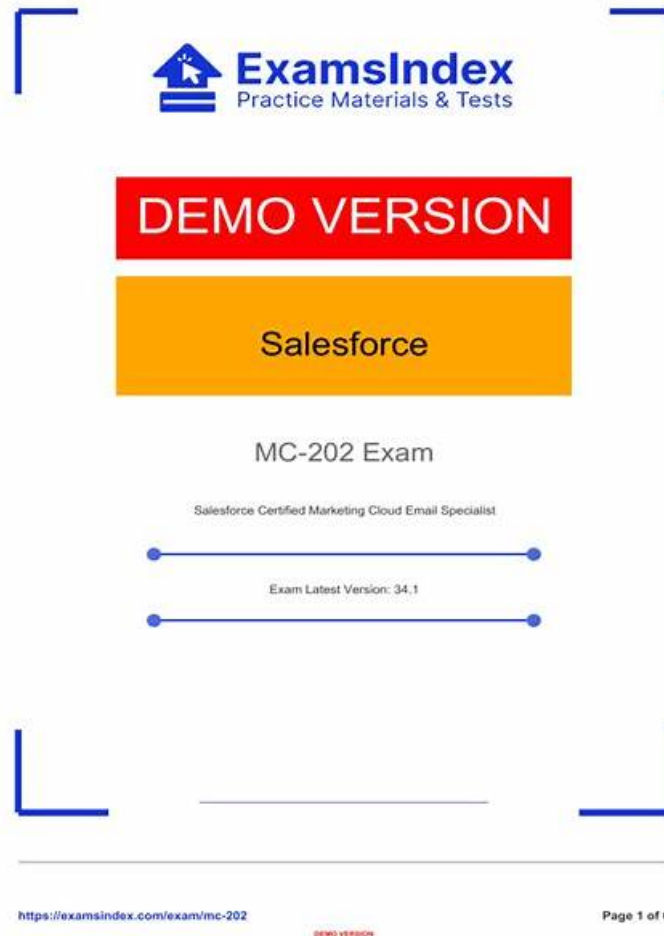 ExamsIndex
Practice Materials & Tests
DEMO VERSION
Salesforce
MC-202 Exam
Salesforce Certified Marketing Cloud Email Specialist
Exam Latest Version: 34.1
https://examsindex.com/exam/mc-202
Page 1 of
DEMO VERSION